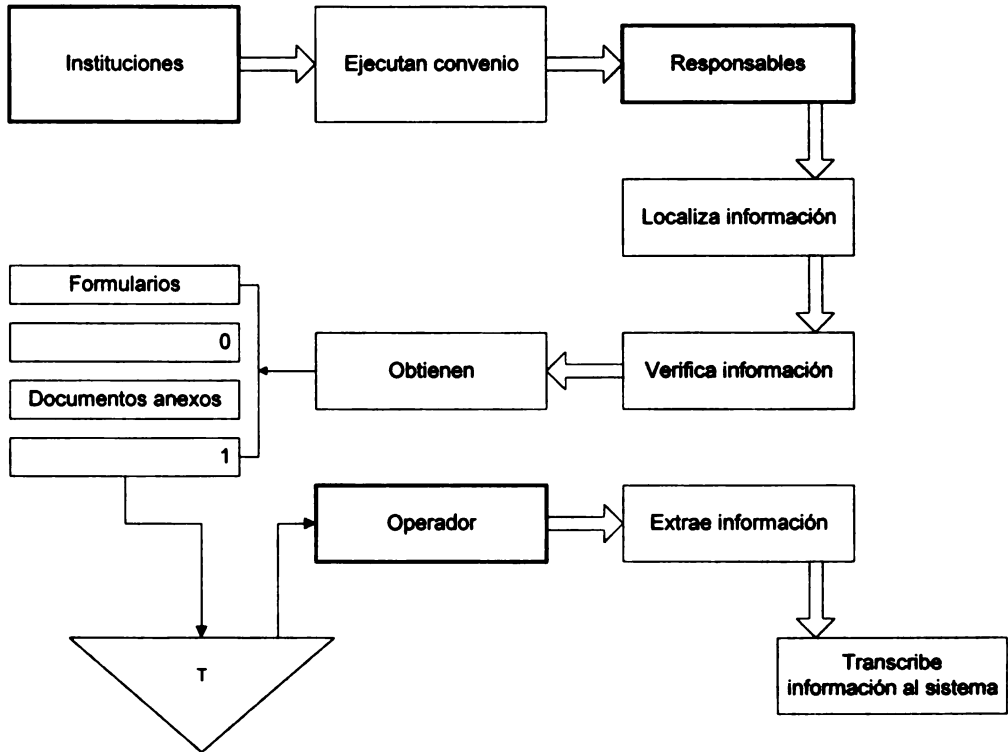 Instituciones
Ejecutan convenio
Responsables
Localiza información
Formularios
0
Obtienen
Verifica información
Documentos anexos
1
Operador
Extrae información
T
Transcribe
información al sistema